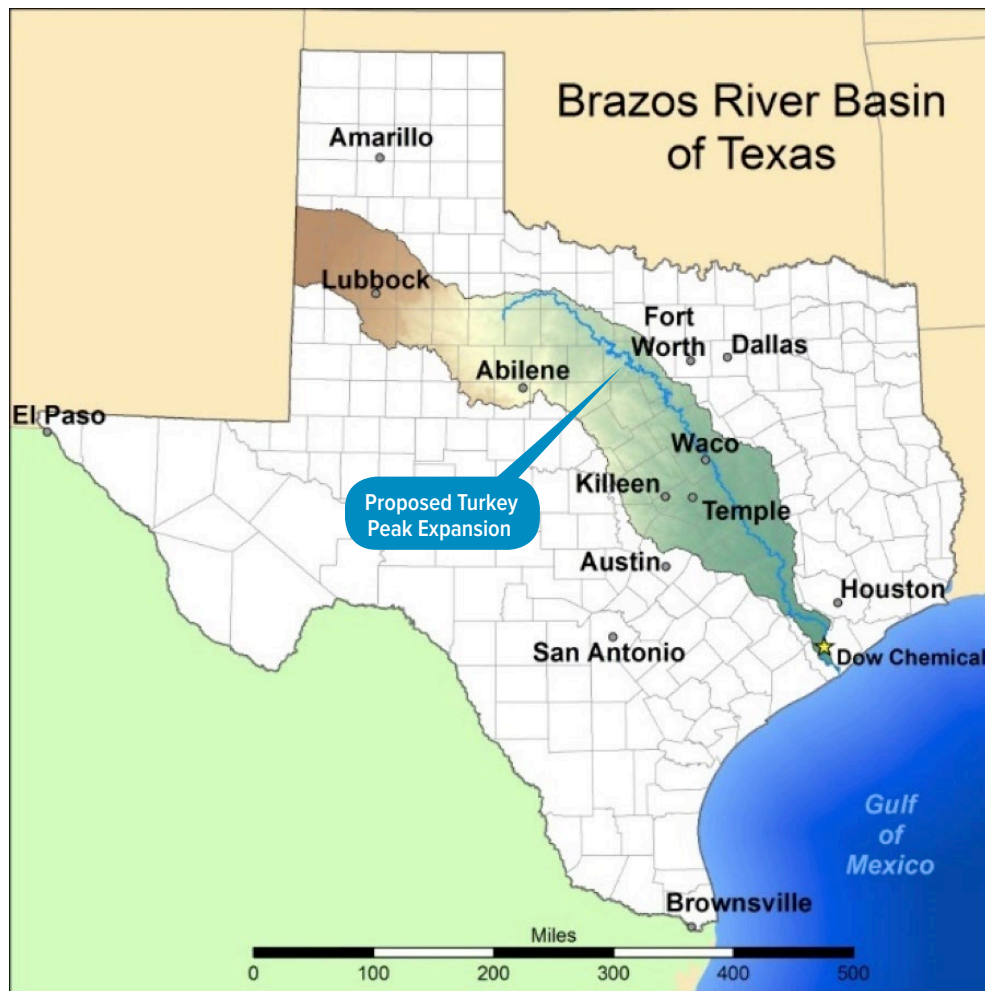 Brazos River Basin
of Texas
Amarillo
Lubbock
Fort
Worth
Dallas
Abilene
El Paso
Waco
Killeen
Proposed Turkey
Peak Expansion
Temple
Austin
Houston
San Antonio
Dow Chemical
Gulf
of
Mexico
Brownsville
Miles
0 100 200 300 400 500